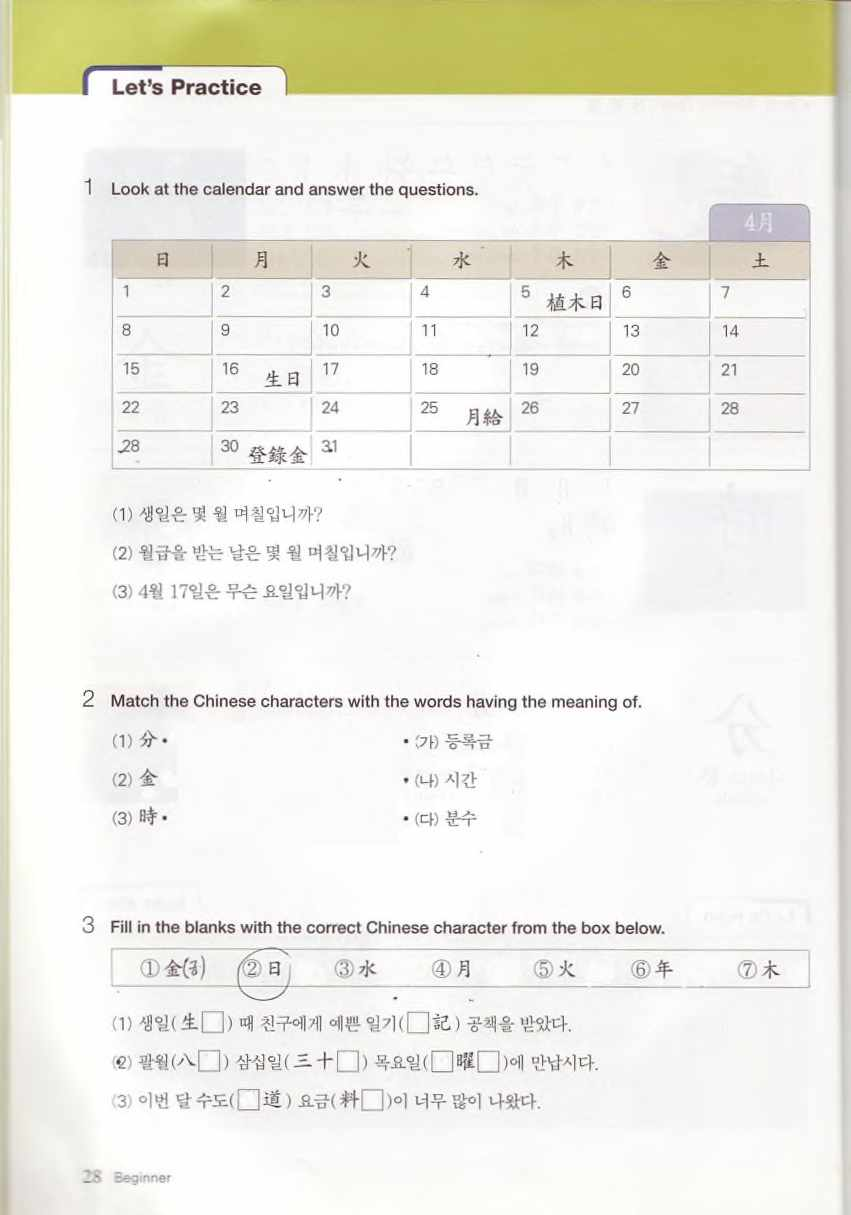 Let's Practice
1 Look at the calendar and answer the questions.
4月
日 月 火 水 木 金 土
1 2 3 4 5 植木日 6 7
8 9 10 11 12 13 14
15 16 生日 17 18 19 20 21
22 23 24 25 月給 26 27 28
28 30 登錄金 31
(1) 생일은 몇 월 며칠입니까?
(2) 월급을 받는 날은 몇 월 며칠입니까?
(3) 4월 17일은 무슨 요일입니까?
2 Match the Chinese characters with the words having the meaning of.
(1) 分 • • (가) 등록금
(2) 金 • (나) 시간
(3) 時 • • (다) 분수
3 Fill in the blanks with the correct Chinese character from the box below.
①金(금) ②日 ③水 ④月 ⑤火 ⑥年 ⑦木
(1) 생일(生□) 때 친구에게 예쁜 일기(□記) 공책을 받았다.
(2) 팔월(八□) 삼십일(三十□) 목요일(□曜□)에 만납시다.
(3) 이번 달 수도(□道) 요금(料□)이 너무 많이 나왔다.
28 Beginner